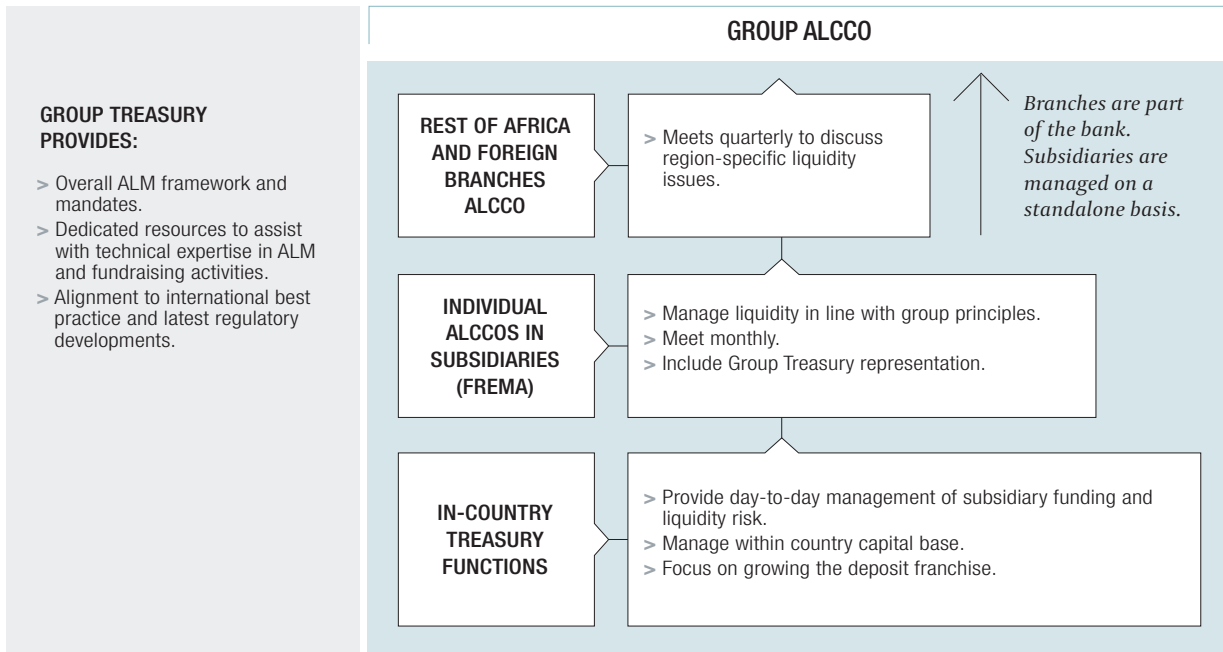 GROUP TREASURY
PROVIDES:
> Overall ALM framework and
mandates.
> Dedicated resources to assist
with technical expertise in ALM
and fundraising activities.
> Alignment to international best
practice and latest regulatory
developments.
GROUP ALCCO
REST OF AFRICA
AND FOREIGN
BRANCHES
ALCCO
> Meets quarterly to discuss
region-specific liquidity
issues.
Branches are part
of the bank.
Subsidiaries are
managed on a
standalone basis.
INDIVIDUAL
ALCCOS IN
SUBSIDIARIES
(FREMA)
> Manage liquidity in line with group principles.
> Meet monthly.
> Include Group Treasury representation.
IN-COUNTRY
TREASURY
FUNCTIONS
> Provide day-to-day management of subsidiary funding and
liquidity risk.
> Manage within country capital base.
> Focus on growing the deposit franchise.